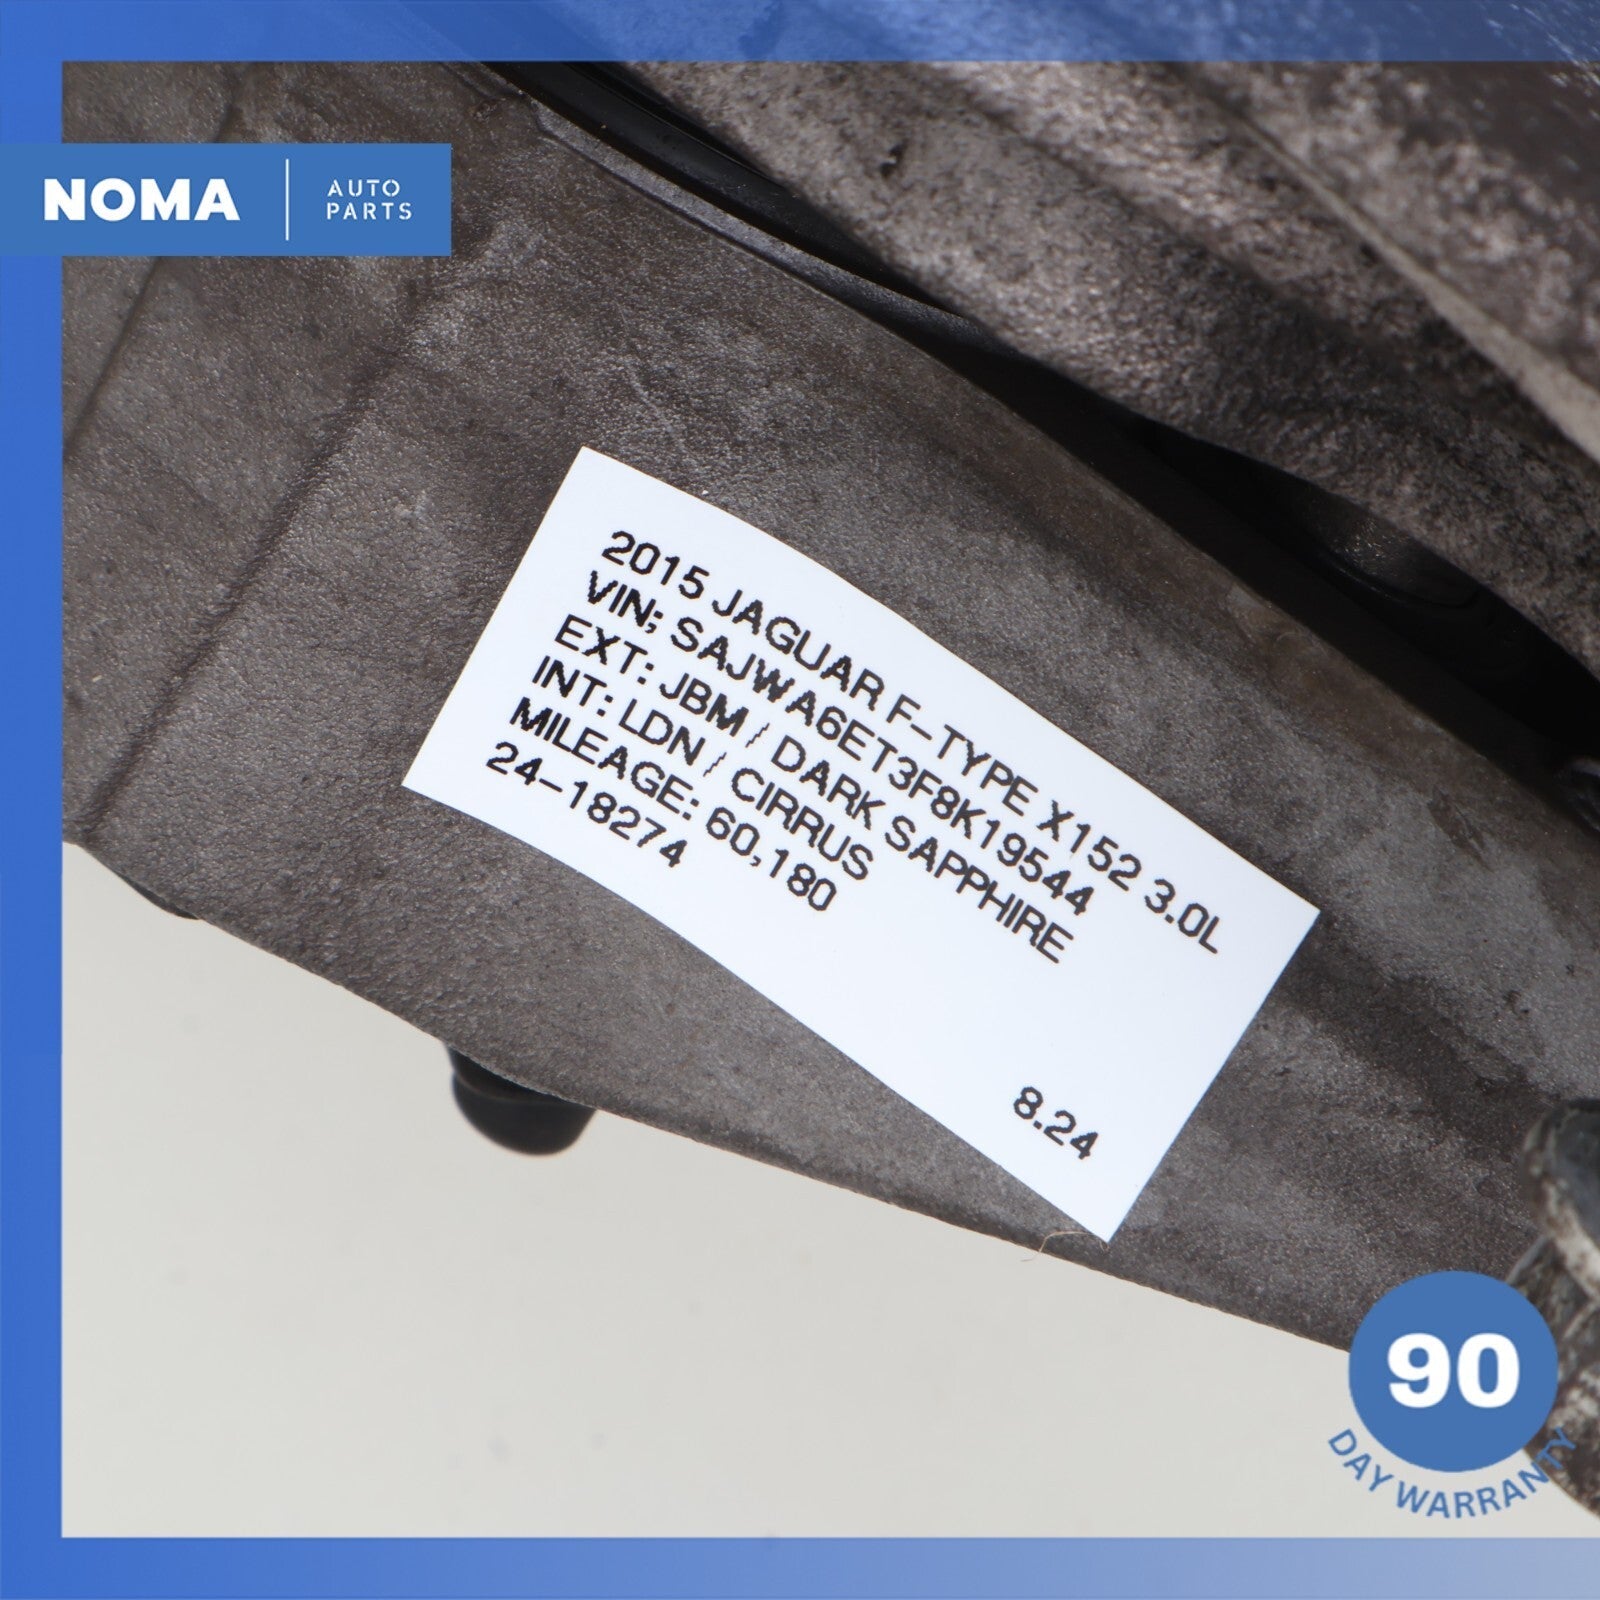 NOMA
AUTO
PARTS
2015 JAGUAR F-TYPE X152 3.0L
VIN; SAJWA6ET3F8K19544
EXT: JBM / DARK SAPPHIRE
INT: LDN / CIRRUS
MILEAGE: 60,180
24-18274
8.24
90
DAY WARRANTY